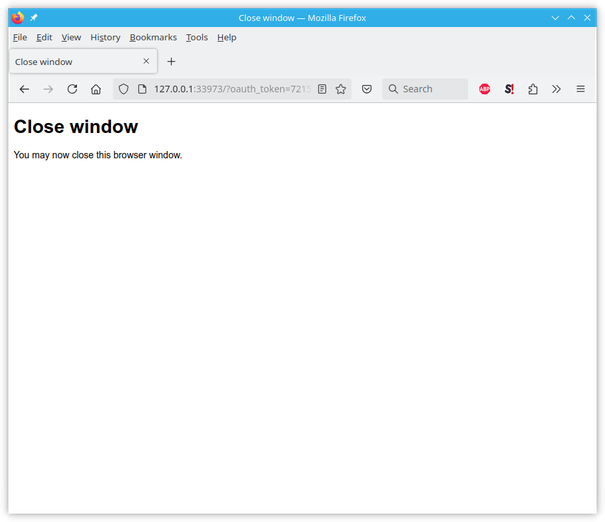 Close window — Mozilla Firefox
File Edit View History Bookmarks Tools Help
Close window
127.0.0.1:33973/?oauth_token=721 Search ABP S!
Close window
You may now close this browser window.